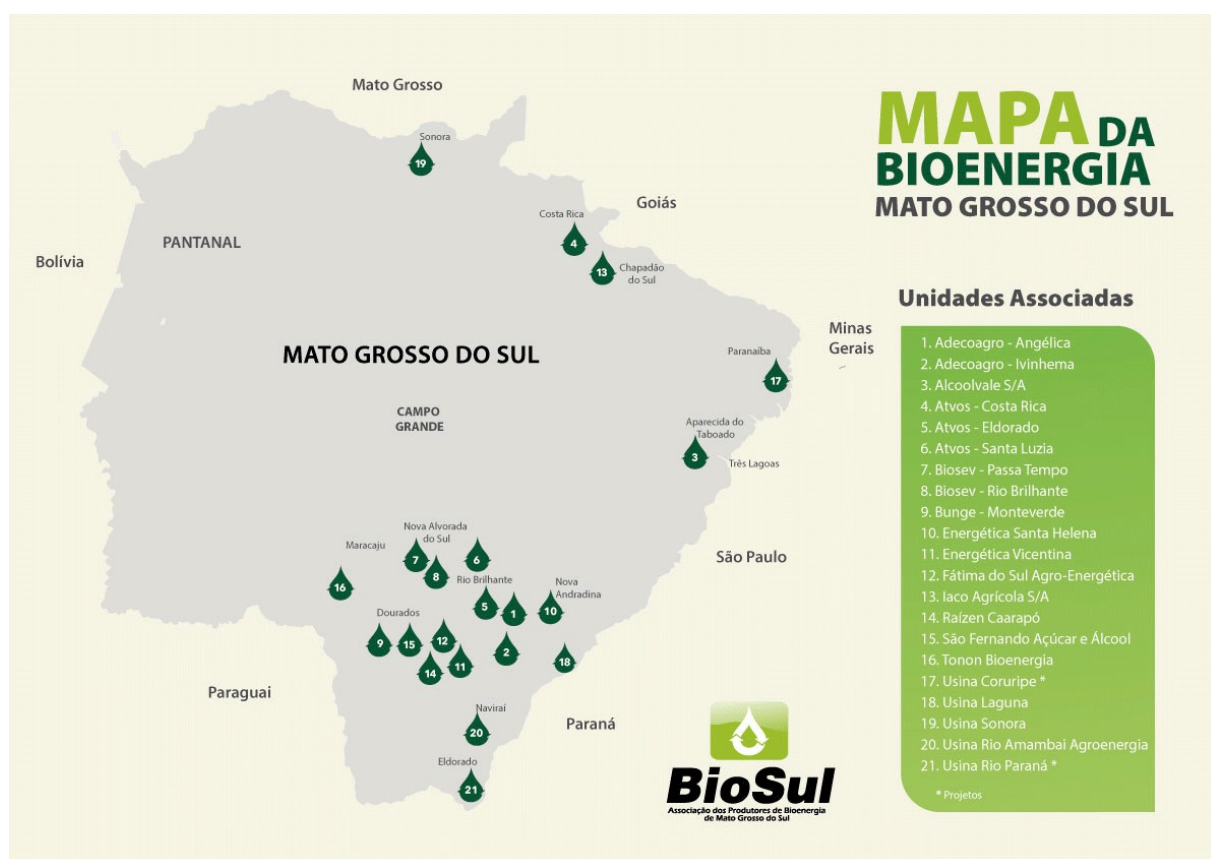 MAPA DA
BIOENERGIA
MATO GROSSO DO SUL
Mato Grosso
Sonora
19
Goiás
Costa Rica
4
13
Chapadão
do Sul
PANTANAL
Bolívia
MATO GROSSO DO SUL
Minas
Gerais
Paranaíba
17
CAMPO
GRANDE
Aparecida do
Taboado
3
Três Lagoas
São Paulo
Nova Alvorada
do Sul
7
8
6
Maracaju
16
Rio Brilhante
5
1
Nova
Andradina
10
Dourados
9
15
12
14
11
2
18
Paraguai
Paraná
Naviraí
20
Eldorado
21
BioSul
Associação dos Produtores de Bioenergia
de Mato Grosso do Sul
Unidades Associadas
1. Adecoagro - Angélica
2. Adecoagro - Ivinhema
3. Alcoolvale S/A
4. Atvos - Costa Rica
5. Atvos - Eldorado
6. Atvos - Santa Luzia
7. Biosev - Passa Tempo
8. Biosev - Rio Brilhante
9. Bunge - Monteverde
10. Energética Santa Helena
11. Energética Vicentina
12. Fátima do Sul Agro-Energética
13. Iaco Agrícola S/A
14. Raízen Caarapó
15. São Fernando Açúcar e Álcool
16. Tonon Bioenergia
17. Usina Coruripe *
18. Usina Laguna
19. Usina Sonora
20. Usina Rio Amambai Agroenergia
21. Usina Rio Paraná *
* Projetos